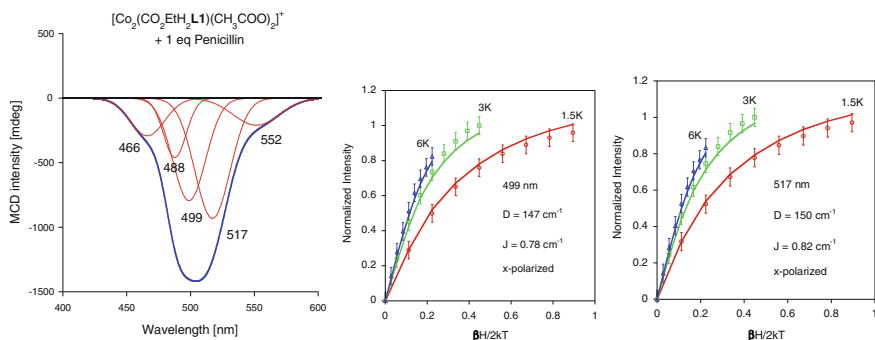 [Co₂(CO₂EtH₂L1)(CH₃COO)₂]⁺
+ 1 eq Penicillin
MCD intensity [mdeg]
500
0
-500
-1000
-1500
466
488
499
517
552
400
450
500
550
600
Wavelength [nm]
Normalized Intensity
1.2
1
0.8
0.6
0.4
0.2
0
6K
3K
1.5K
499 nm
D = 147 cm⁻¹
J = 0.78 cm⁻¹
x-polarized
0
0.2
0.4
0.6
0.8
1
βH/2kT
Normalized Intensity
1.2
1
0.8
0.6
0.4
0.2
0
6K
3K
1.5K
517 nm
D = 150 cm⁻¹
J = 0.82 cm⁻¹
x-polarized
0
0.2
0.4
0.6
0.8
1
βH/2kT